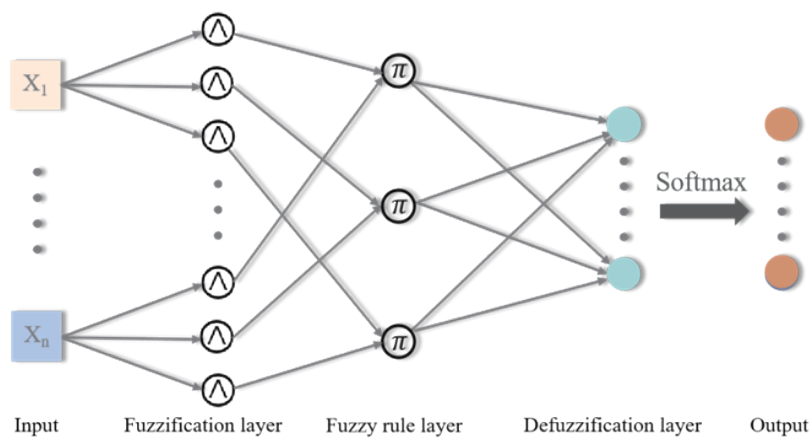 X1
Λ
Λ
Λ
π
π
π
Softmax
Λ
Λ
Λ
Xn
Input
Fuzzification layer
Fuzzy rule layer
Defuzzification layer
Output